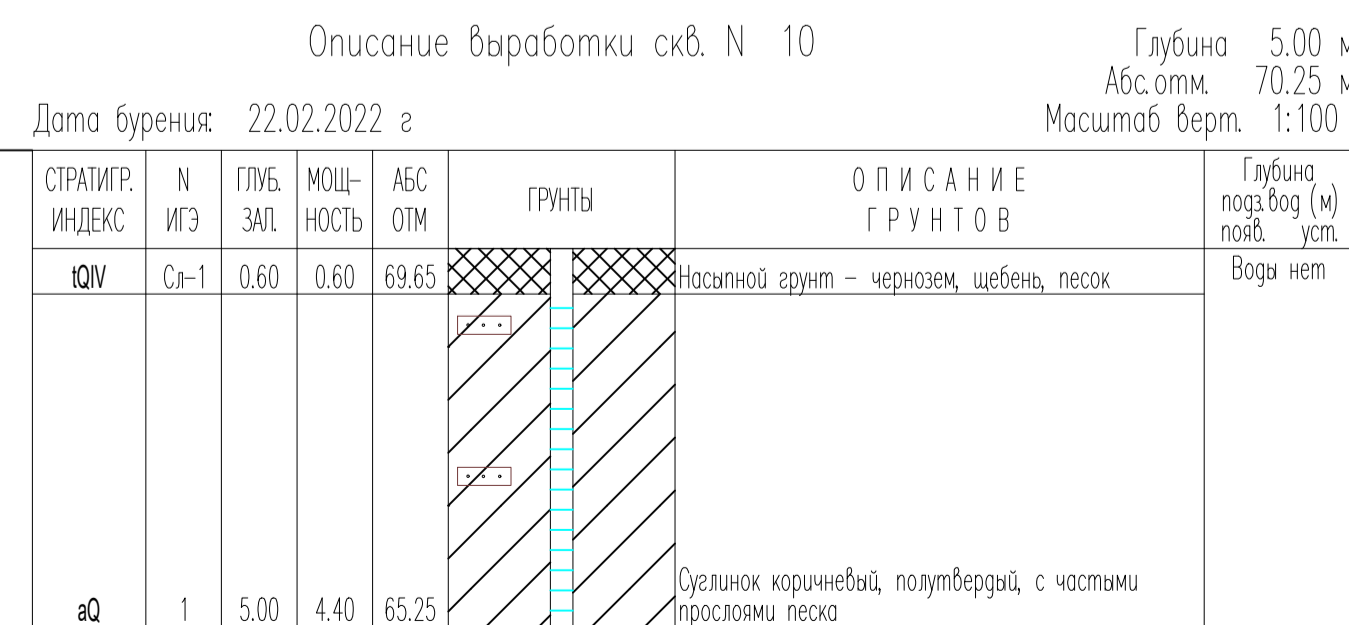 Описание выработки скв. N 10
Глубина 5.00 м
Абс.отм. 70.25 м
Дата бурения: 22.02.2022 г
Масштаб верт. 1:100
СТРАТИГР. ИНДЕКС
N ИГЭ
ГЛУБ. ЗАЛ.
МОЩ– НОСТЬ
АБС ОТМ
ГРУНТЫ
ОПИСАНИЕ
ГРУНТОВ
Глубина
подз.вод (м)
появ. уст.
tQIV Сл–1 0.60 0.60 69.65 Насыпной грунт – чернозем, щебень, песок Воды нет
Суглинок коричневый, полутвердый, с частыми
aQ 1 5.00 4.40 65.25 прослоями песка